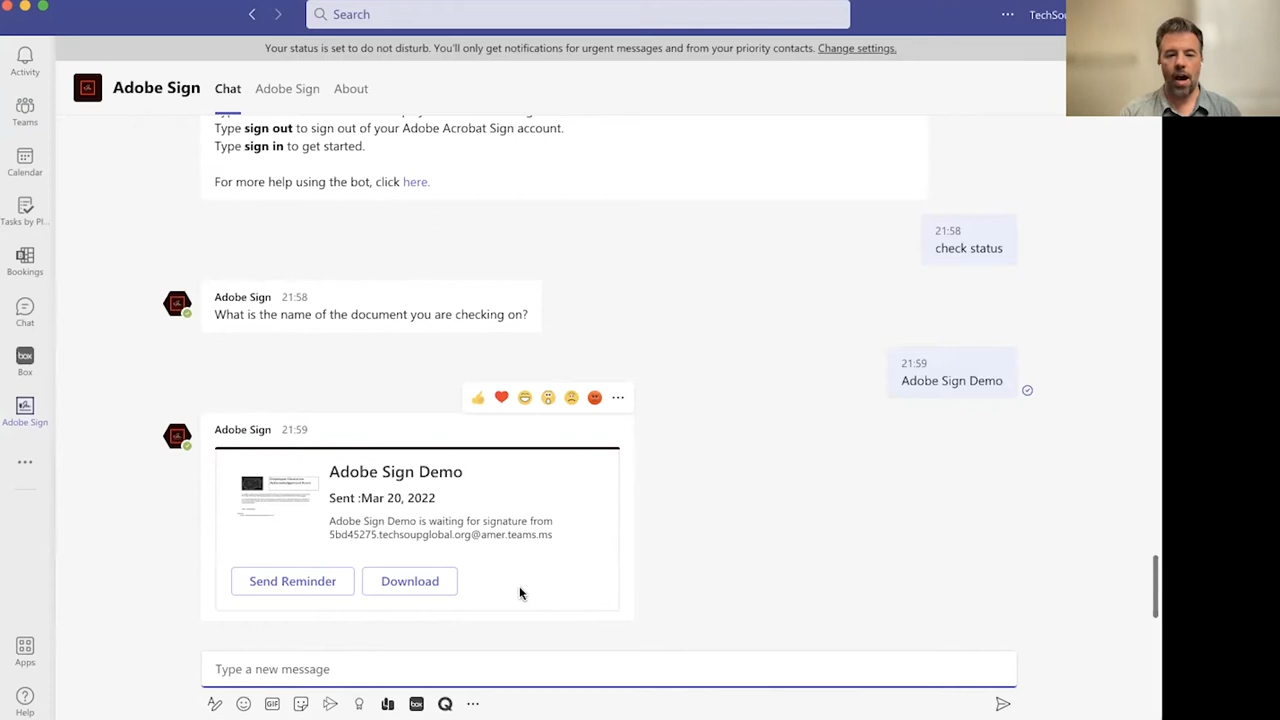 Search
TechSou
Your status is set to do not disturb. You'll only get notifications for urgent messages and from your priority contacts. Change settings.
Adobe Sign
Chat
Adobe Sign
About
Activity
Teams
Calendar
Tasks by Pl...
Bookings
Chat
box
Box
Adobe Sign
Apps
Help
Type sign out to sign out of your Adobe Acrobat Sign account.
Type sign in to get started.
For more help using the bot, click here.
21:58
check status
Adobe Sign 21:58
What is the name of the document you are checking on?
21:59
Adobe Sign Demo
Adobe Sign 21:59
Adobe Sign Demo
Sent :Mar 20, 2022
Adobe Sign Demo is waiting for signature from
5bd45275.techsoupglobal.org@amer.teams.ms
Send Reminder
Download
Type a new message
GIF
box